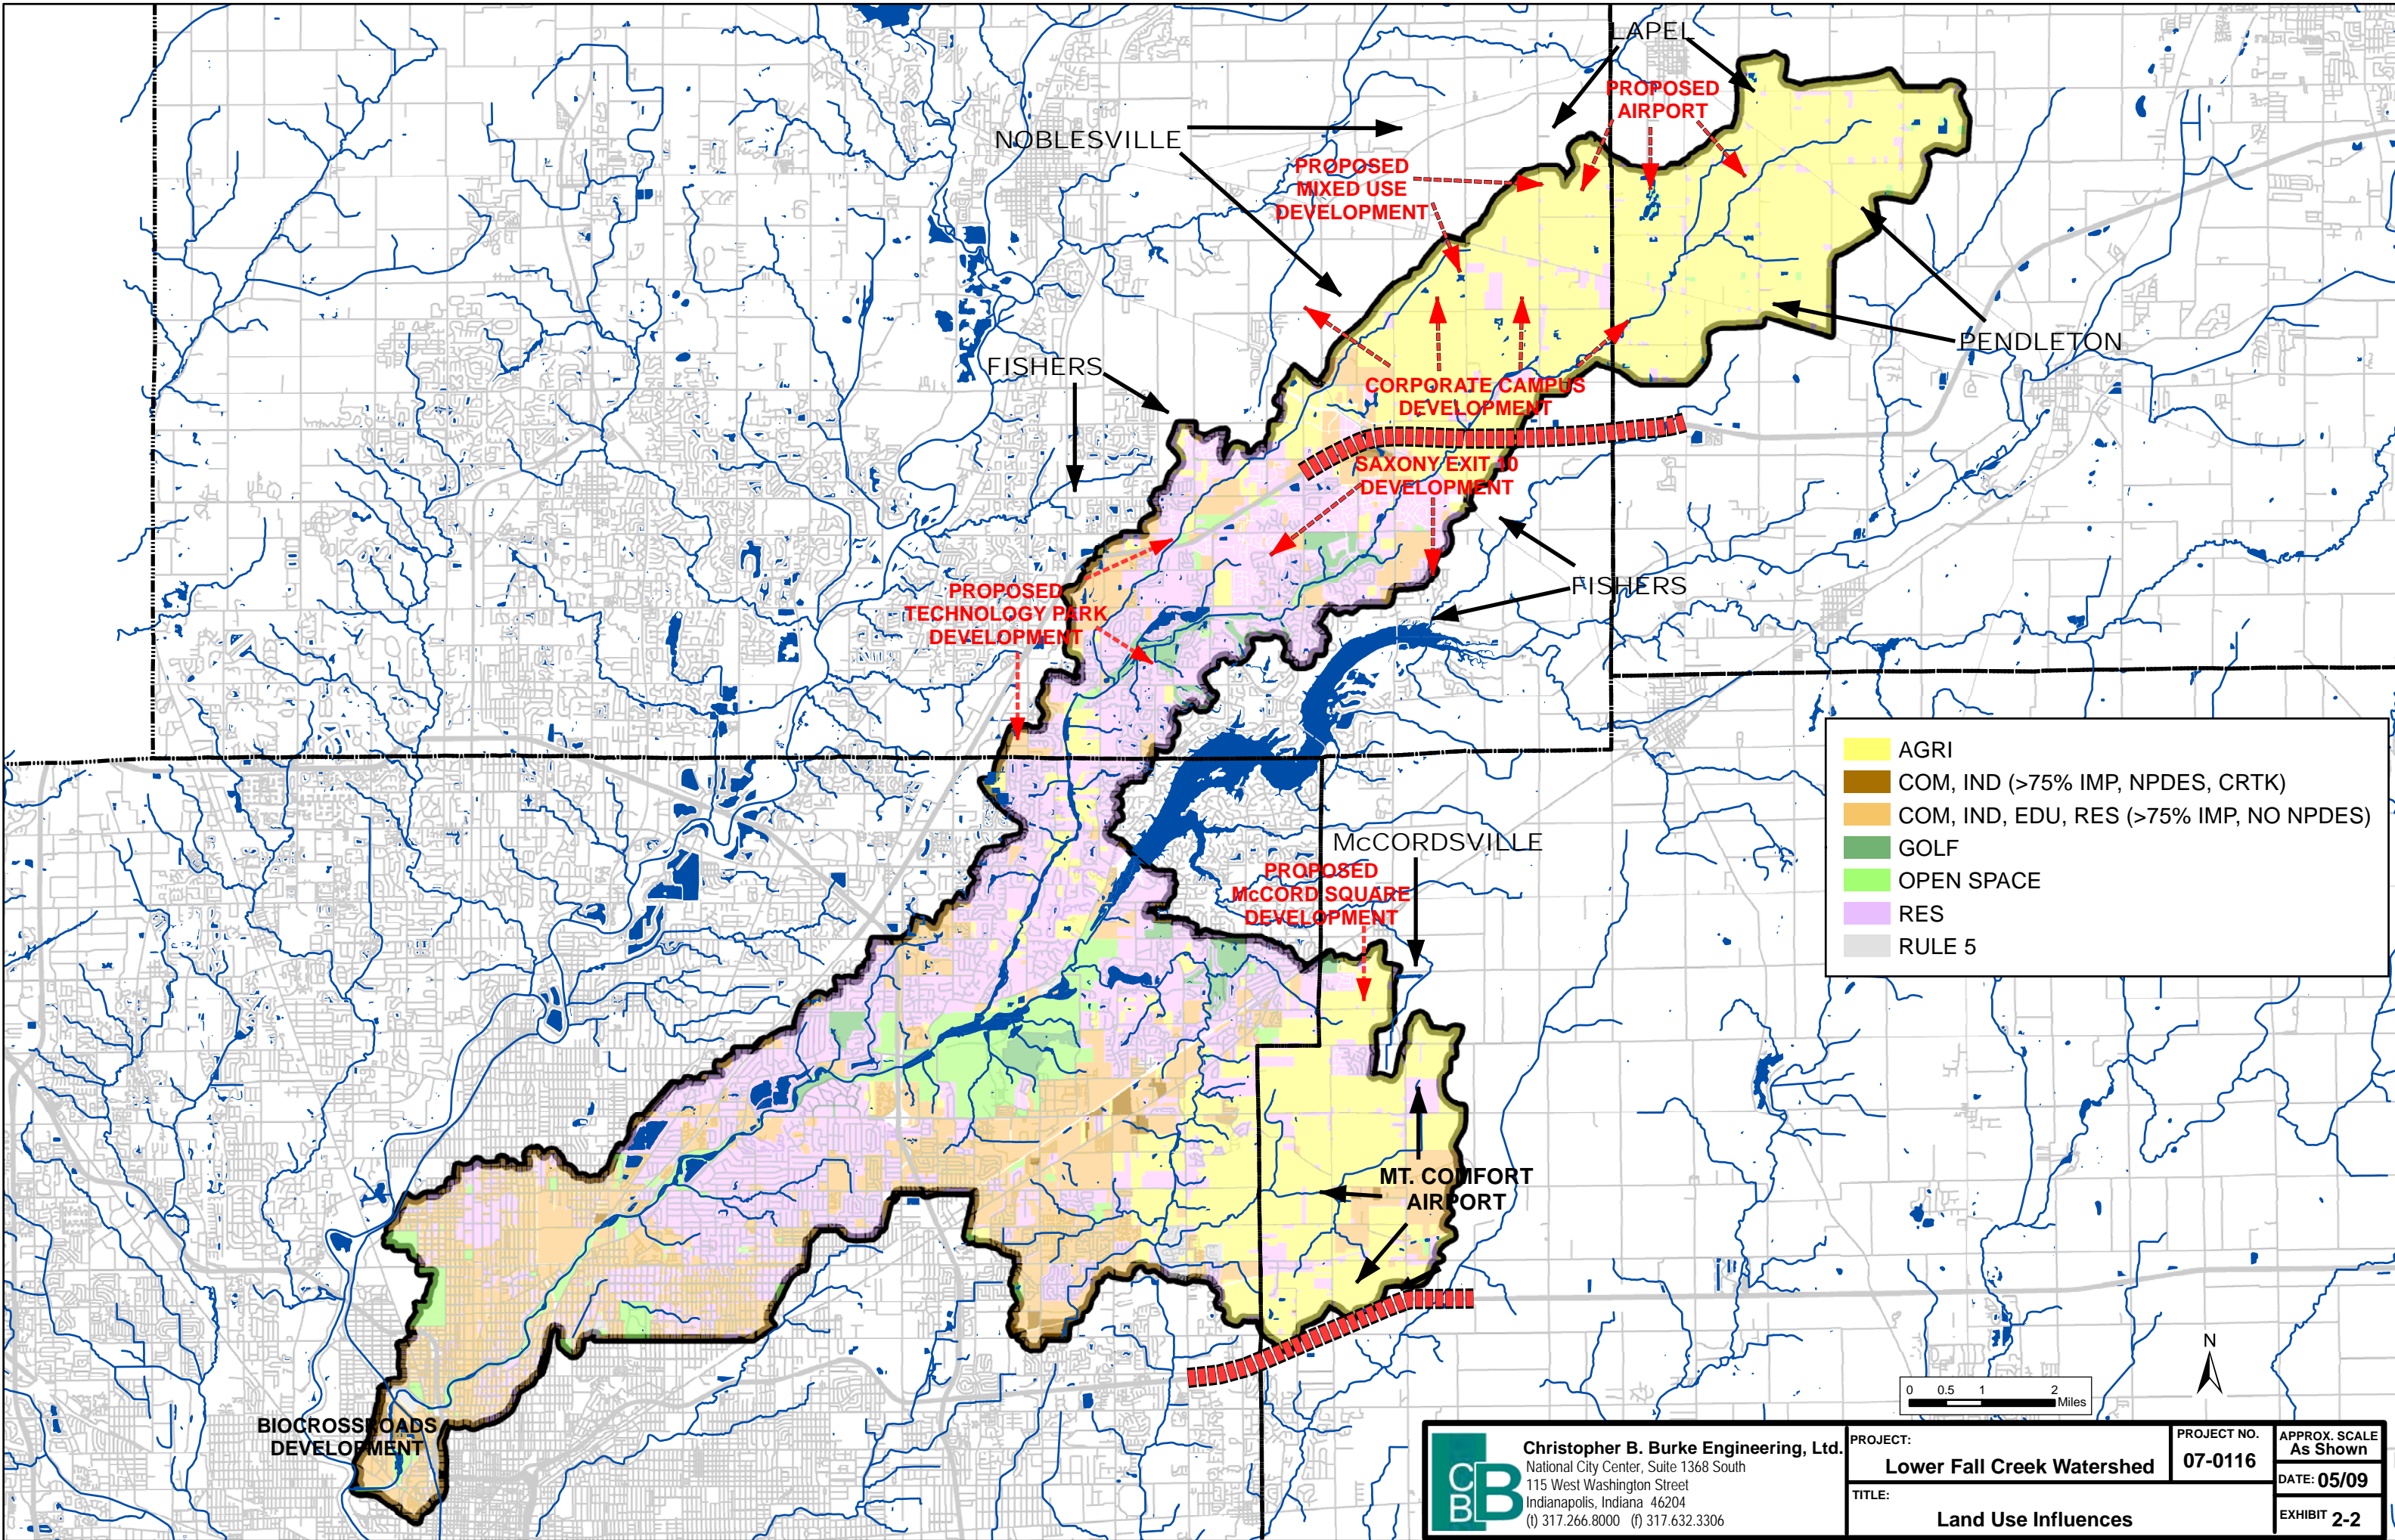 LAPEL
PROPOSED
AIRPORT
NOBLESVILLE
PROPOSED
MIXED USE
DEVELOPMENT
PENDLETON
FISHERS
CORPORATE CAMPUS
DEVELOPMENT
SAXONY EXIT 10
DEVELOPMENT
FISHERS
PROPOSED
TECHNOLOGY PARK
DEVELOPMENT
AGRI
COM, IND (>75% IMP, NPDES, CRTK)
COM, IND, EDU, RES (>75% IMP, NO NPDES)
GOLF
OPEN SPACE
RES
RULE 5
McCORDSVILLE
PROPOSED
McCORD SQUARE
DEVELOPMENT
MT. COMFORT
AIRPORT
BIOCROSSROADS
DEVELOPMENT
N
0 0.5 1 2
Miles
CBB
Christopher B. Burke Engineering, Ltd.
National City Center, Suite 1368 South
115 West Washington Street
Indianapolis, Indiana 46204
(t) 317.266.8000 (f) 317.632.3306
PROJECT:
Lower Fall Creek Watershed
PROJECT NO.
07-0116
APPROX. SCALE
As Shown
DATE: 05/09
TITLE:
Land Use Influences
EXHIBIT 2-2